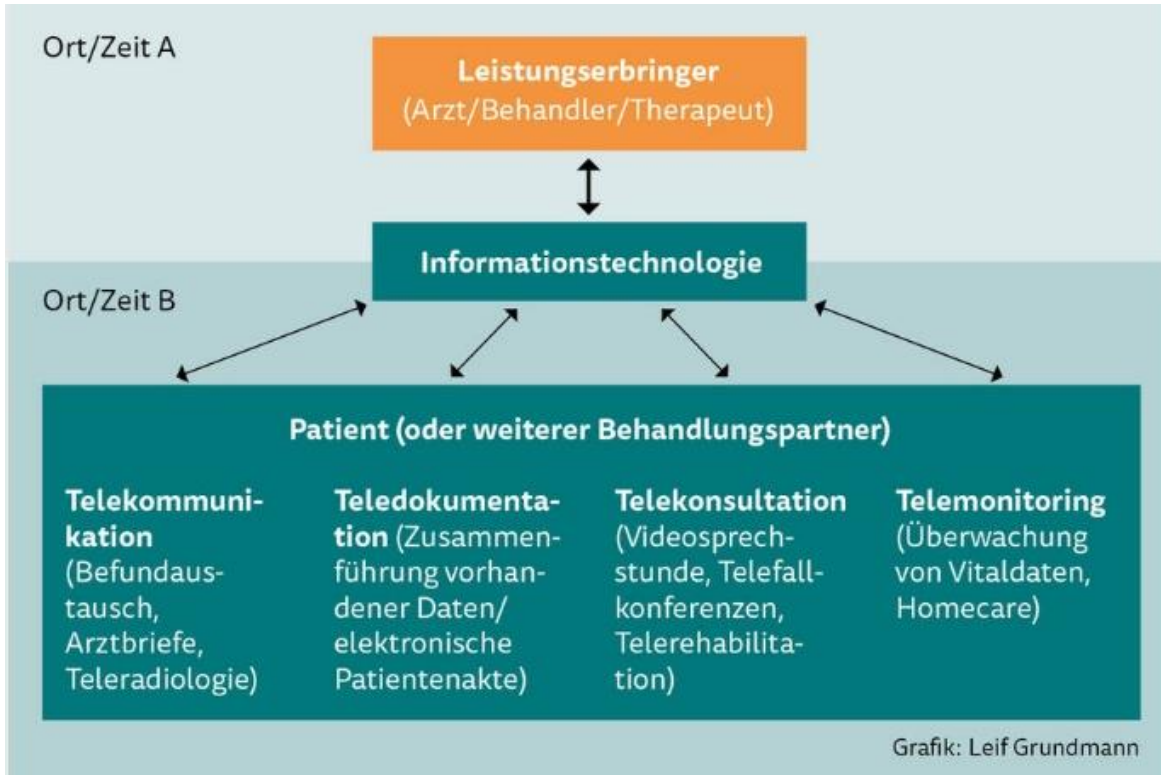 Ort/Zeit A
Leistungserbringer
(Arzt/Behandler/Therapeut)
Informationstechnologie
Ort/Zeit B
Patient (oder weiterer Behandlungspartner)
Telekommuni-
kation
(Befundaus-
tausch,
Arztbriefe,
Teleradiologie)
Teledokumenta-
tion (Zusammen-
führung vorhan-
dener Daten/
elektronische
Patientenakte)
Telekonsultation
(Videosprech-
stunde, Telefall-
konferenzen,
Telerehabilita-
tion)
Telemonitoring
(Überwachung
von Vitaldaten,
Homecare)
Grafik: Leif Grundmann